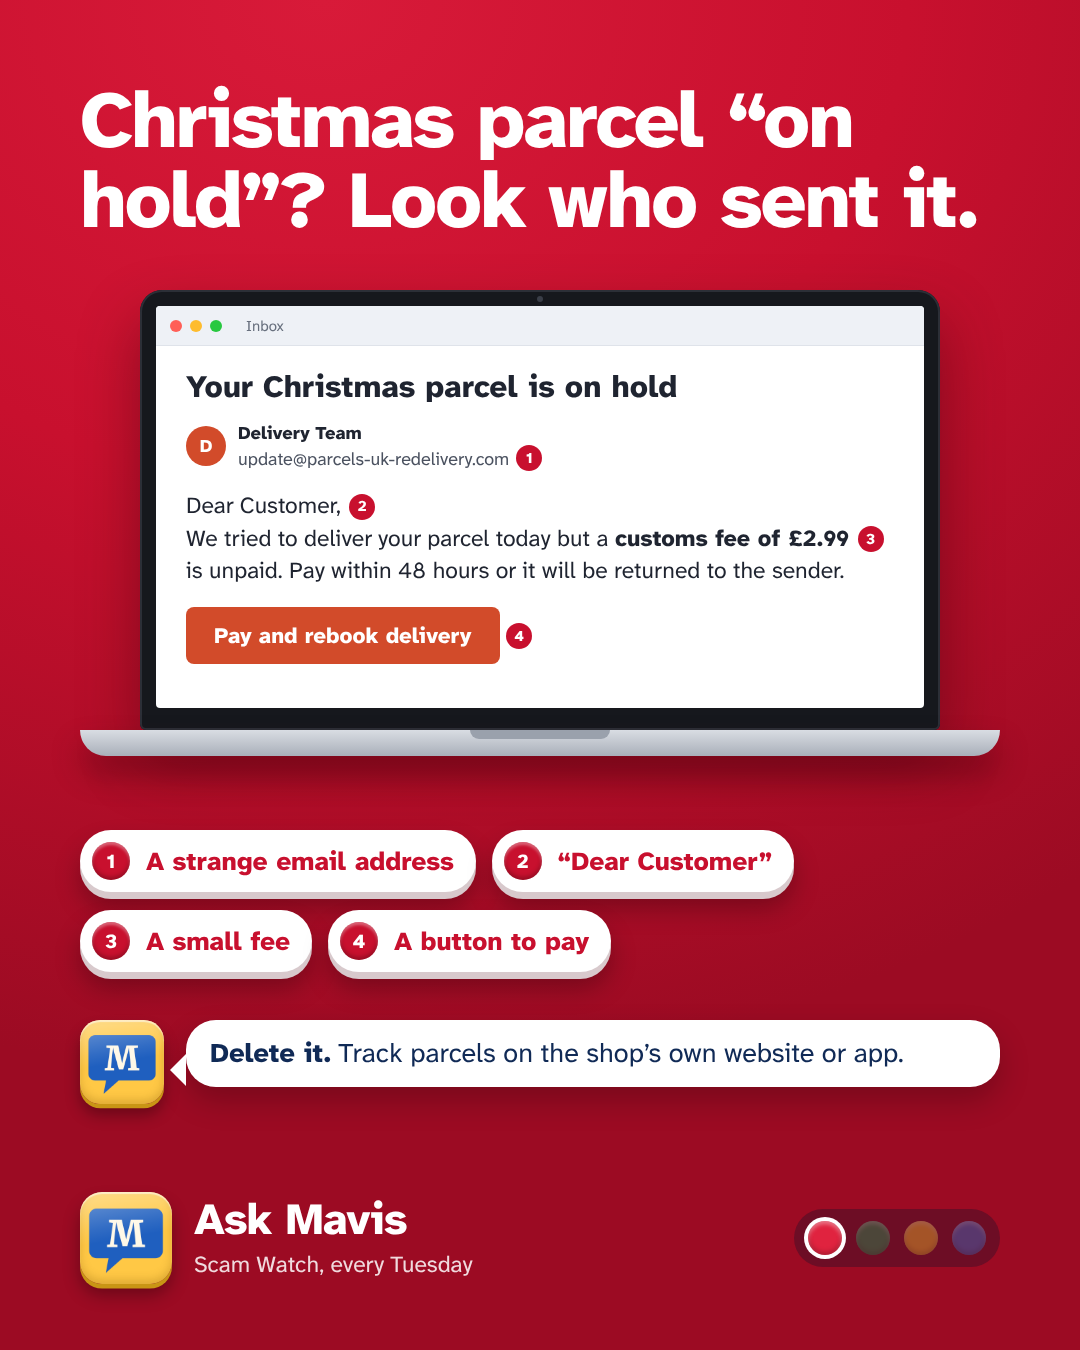 Christmas parcel “on
hold”? Look who sent it.
Inbox
Your Christmas parcel is on hold
D
Delivery Team
update@parcels-uk-redelivery.com 1
Dear Customer, 2
We tried to deliver your parcel today but a customs fee of £2.99 3
is unpaid. Pay within 48 hours or it will be returned to the sender.
Pay and rebook delivery 4
1 A strange email address
2 “Dear Customer”
3 A small fee
4 A button to pay
M
Delete it. Track parcels on the shop’s own website or app.
M
Ask Mavis
Scam Watch, every Tuesday